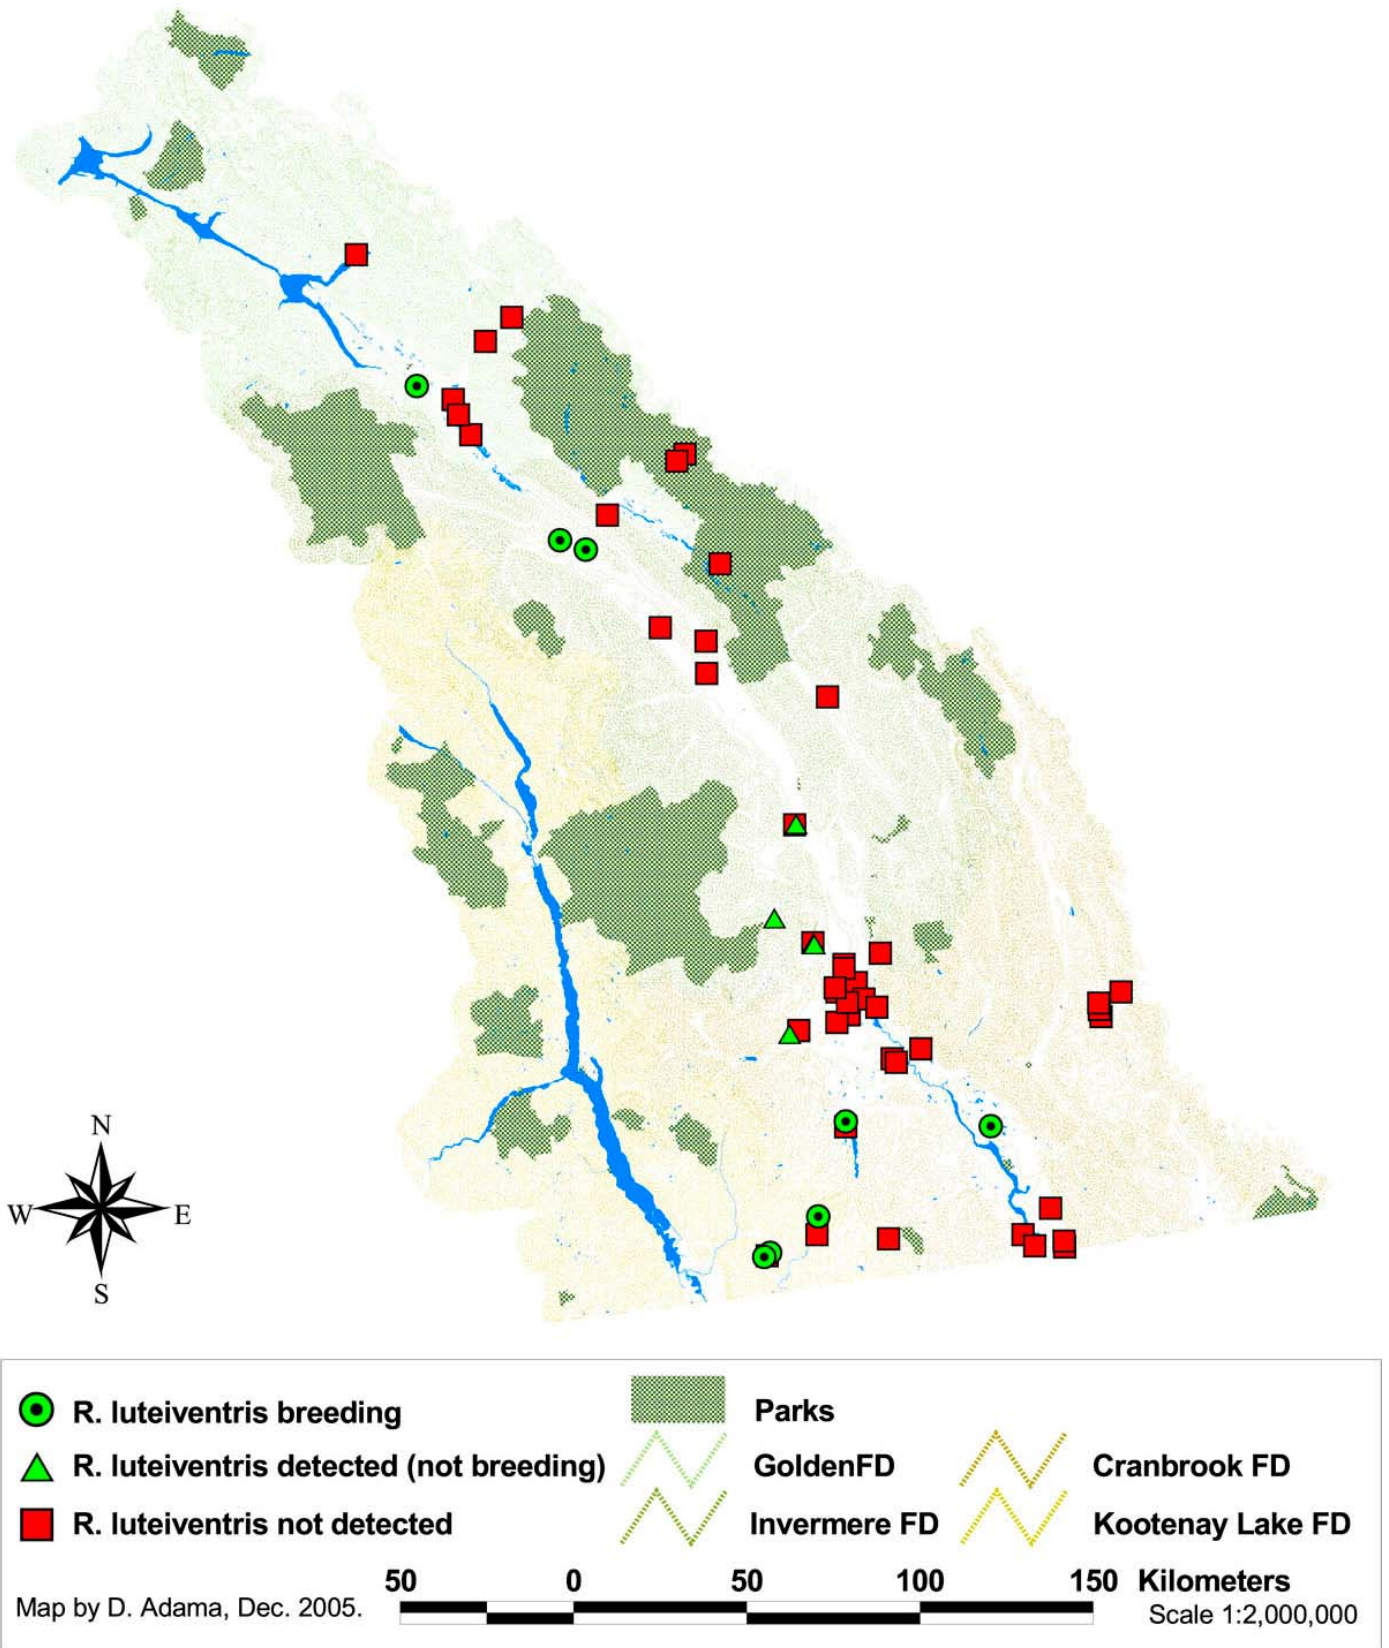 N
W E
S
R. luteiventris breeding
R. luteiventris detected (not breeding)
R. luteiventris not detected
Parks
GoldenFD
Invermere FD
Cranbrook FD
Kootenay Lake FD
50 0 50 100 150 Kilometers
Map by D. Adama, Dec. 2005.
Scale 1:2,000,000